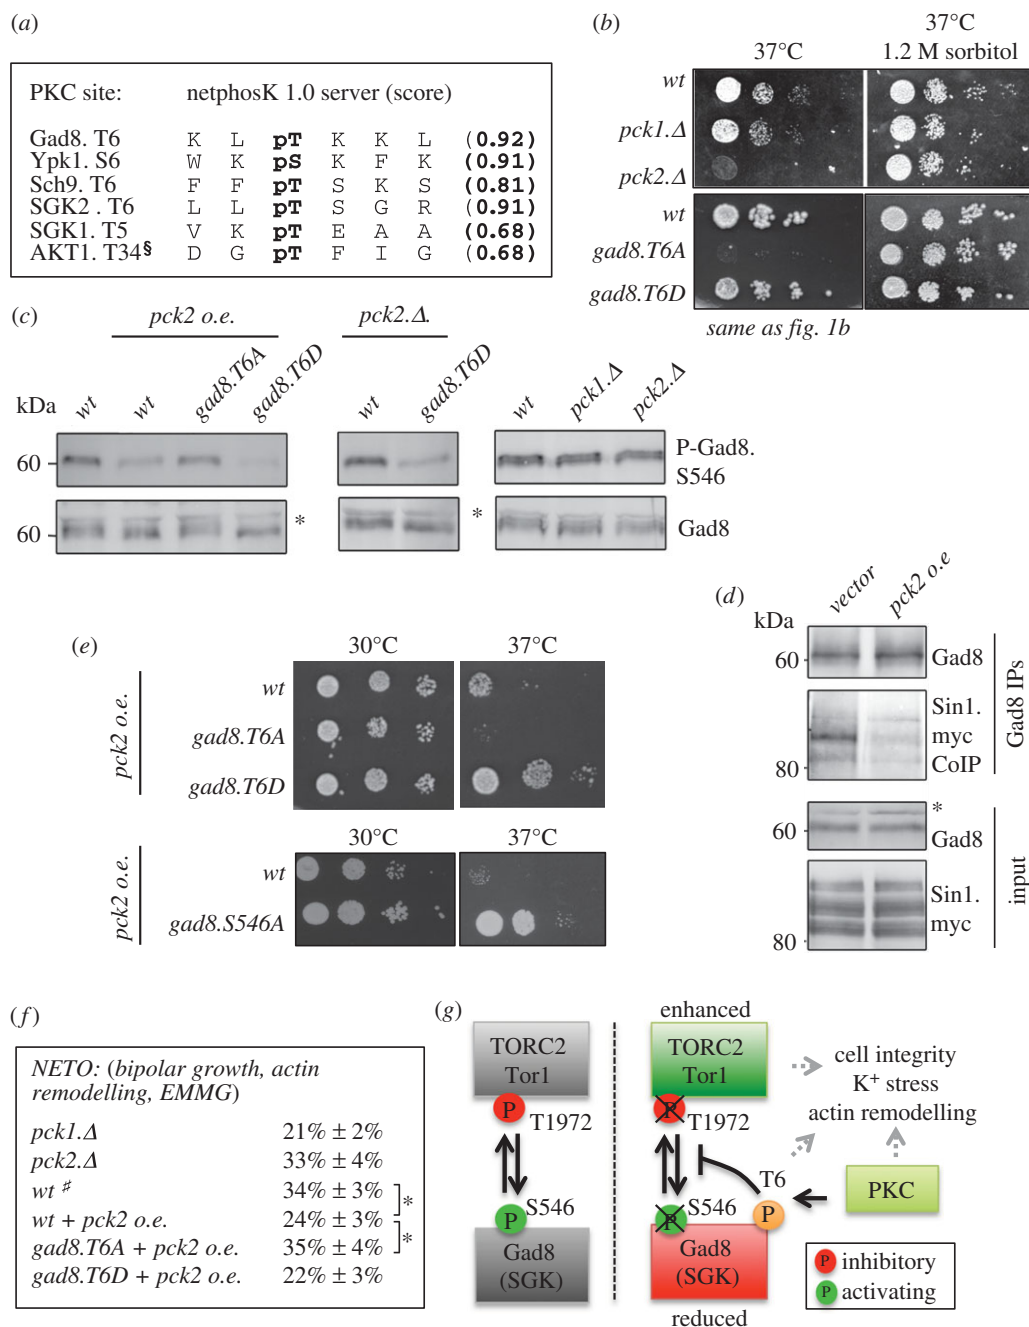 (a)
PKC site: netphosK 1.0 server (score)
Gad8. T6 K L pT K K L (0.92)
Ypk1. S6 W K pS K F K (0.91)
Sch9. T6 F F pT S K S (0.81)
SGK2 . T6 L L pT S G R (0.91)
SGK1. T5 V K pT E A A (0.68)
AKT1. T34§ D G pT F I G (0.68)
(b)
37°C
37°C
1.2 M sorbitol
wt
pck1.Δ
pck2.Δ
wt
gad8.T6A
gad8.T6D
same as fig. 1b
(c)
pck2 o.e.
pck2.Δ.
kDa
wt
wt
gad8.T6A
gad8.T6D
wt
gad8.T6D
wt
pck1.Δ
pck2.Δ
60
P-Gad8.
S546
60
*
*
Gad8
(d)
vector
pck2 o.e
kDa
60
Gad8
Sin1.
myc
CoIP
80
Gad8 IPs
*
60
Gad8
Sin1.
myc
80
input
(e)
30°C 37°C
pck2 o.e.
wt
gad8.T6A
gad8.T6D
30°C 37°C
pck2 o.e.
wt
gad8.S546A
(f)
NETO: (bipolar growth, actin
remodelling, EMMG)
pck1.Δ 21% ± 2%
pck2.Δ 33% ± 4%
wt ♯ 34% ± 3%
*
wt + pck2 o.e. 24% ± 3%
*
gad8.T6A + pck2 o.e. 35% ± 4%
gad8.T6D + pck2 o.e. 22% ± 3%
(g)
TORC2
Tor1
P
T1972
S546
P
Gad8
(SGK)
enhanced
TORC2
Tor1
P
T1972
S546
P
T6
P
Gad8
(SGK)
reduced
cell integrity
K+ stress
actin remodelling
PKC
P inhibitory
P activating